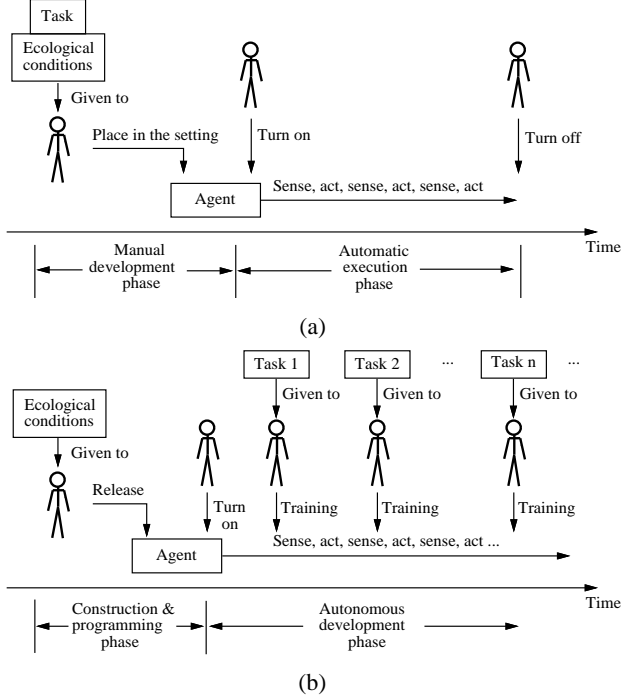 Task
Ecological
conditions
Given to
Place in the setting
Turn on
Turn off
Agent
Sense, act, sense, act, sense, act
Time
Manual
development
phase
Automatic
execution
phase
(a)
Task 1
Task 2
...
Task n
...
Given to
Given to
Given to
Ecological
conditions
Given to
Release
Turn
on
Training
Training
Training
Agent
Sense, act, sense, act, sense, act ...
Time
Construction &
programming
phase
Autonomous
development
phase
(b)